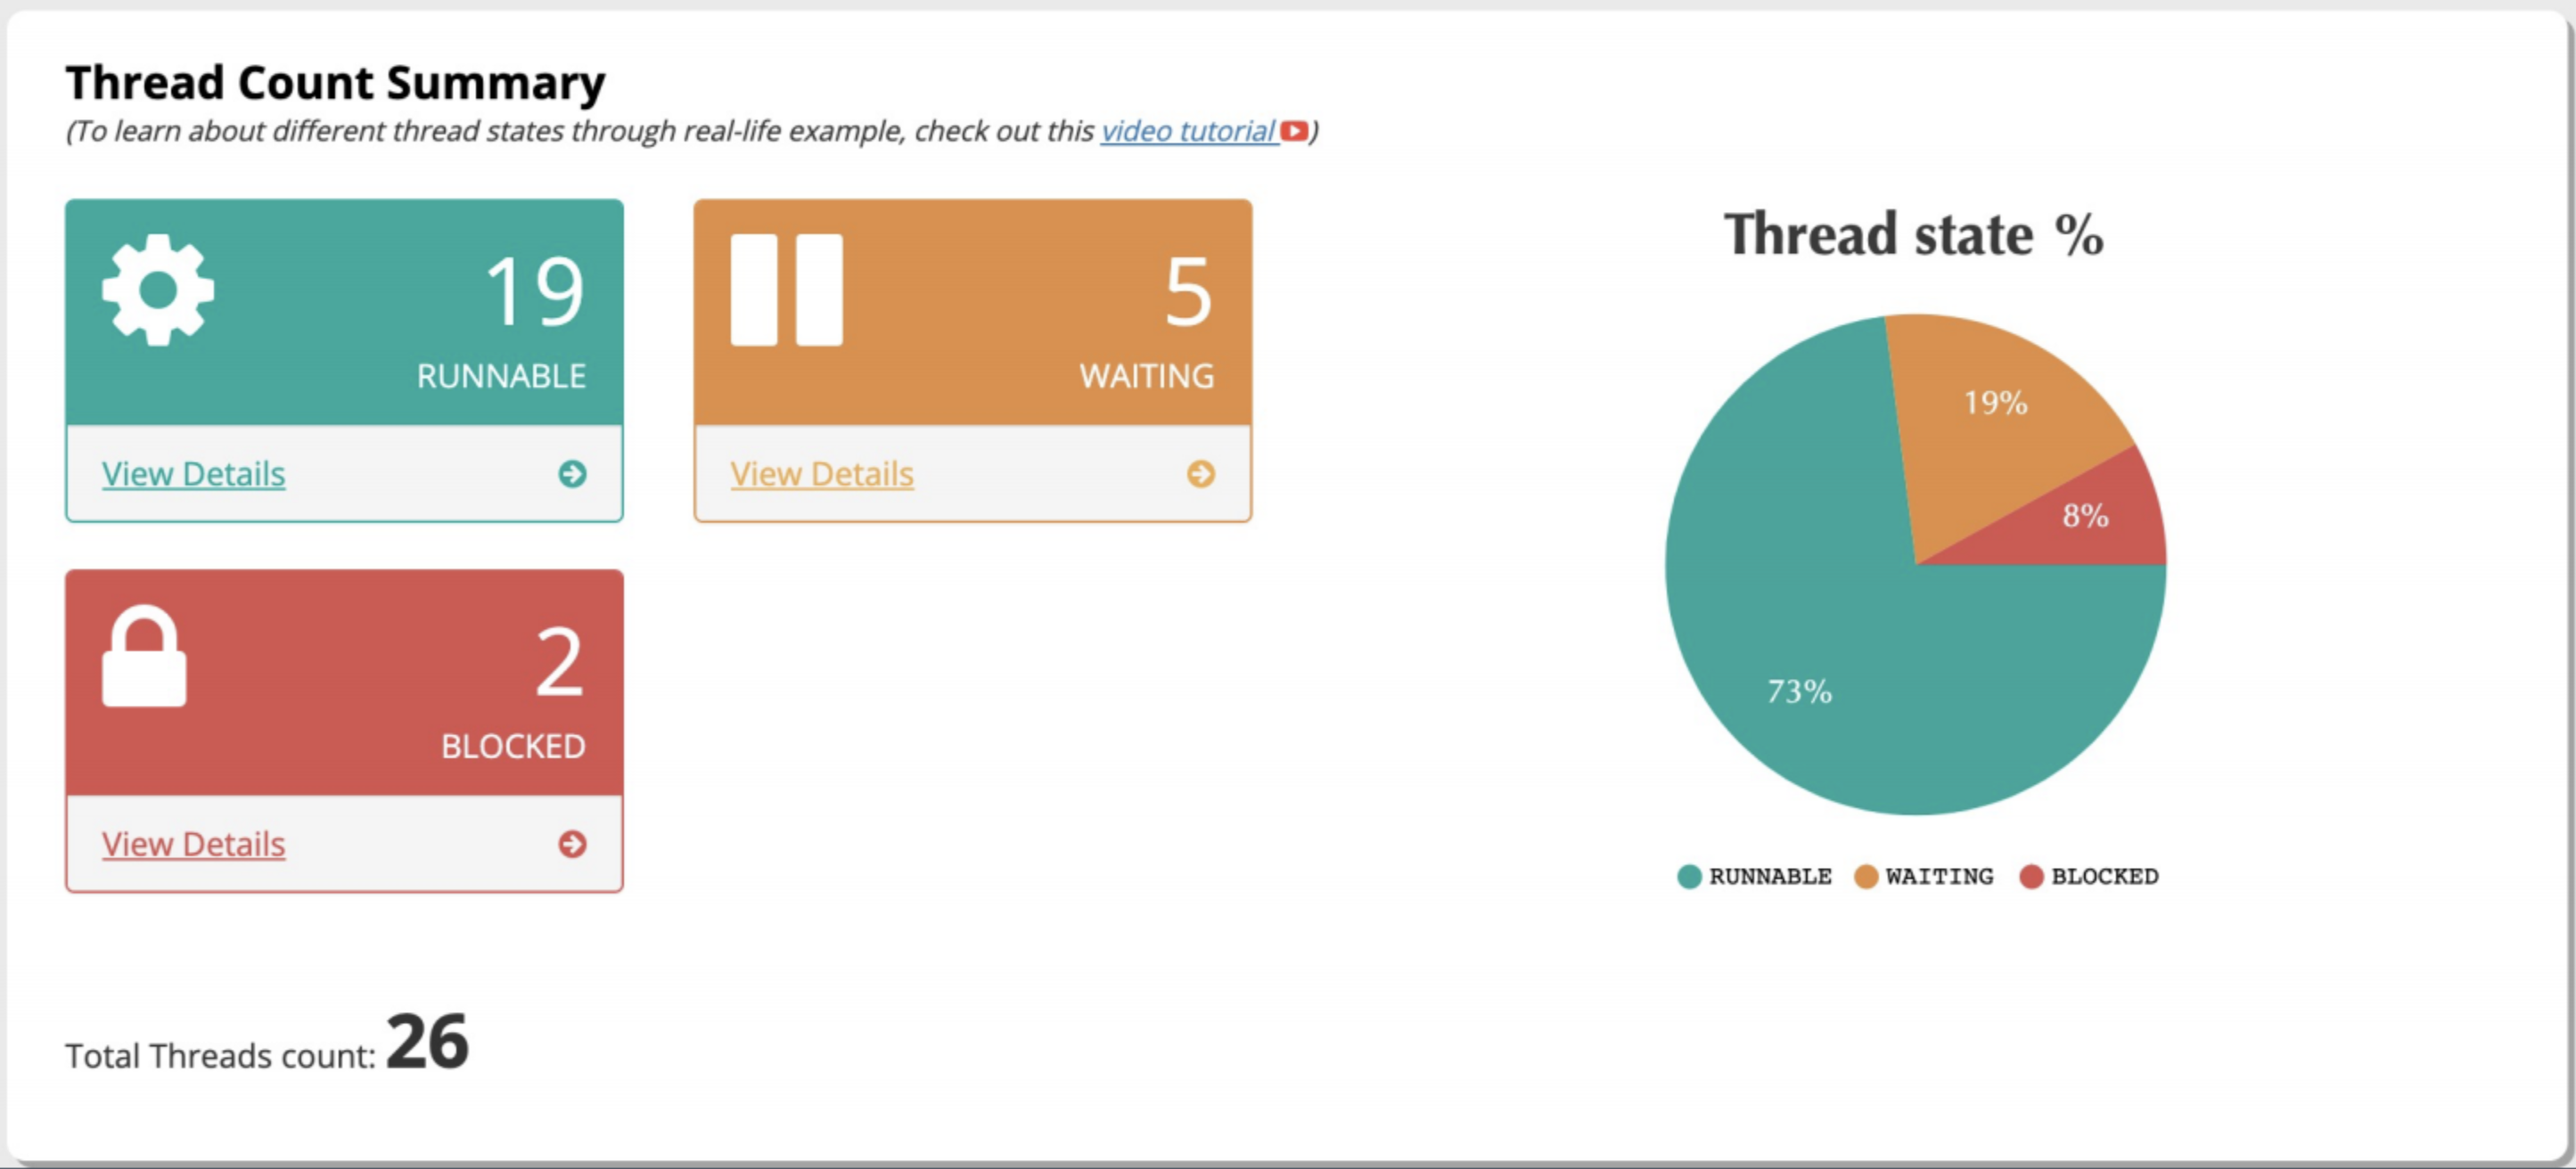 Thread Count Summary
(To learn about different thread states through real-life example, check out this video tutorial)
19
RUNNABLE
View Details
5
WAITING
View Details
2
BLOCKED
View Details
Total Threads count: 26
Thread state %
19%
8%
73%
RUNNABLE WAITING BLOCKED